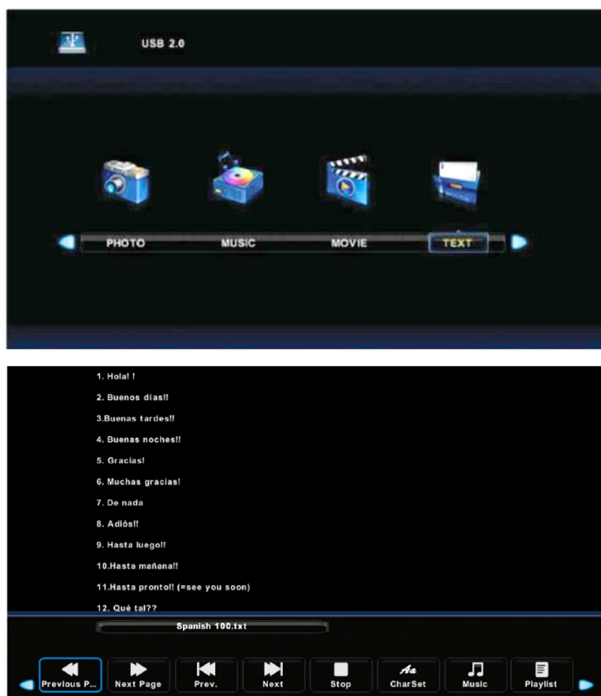 USB 2.0
PHOTO MUSIC MOVIE TEXT
1. Hola! !
2. Buenos días!!
3.Buenas tardes!!
4. Buenas noches!!
5. Gracias!
6. Muchas gracias!
7. De nada
8. Adiós!!
9. Hasta luego!!
10.Hasta mañana!!
11.Hasta pronto!! (=see you soon)
12. Qué tal??
Spanish 100.txt
Aa
Previous P... Next Page Prev. Next Stop CharSet Music Playlist